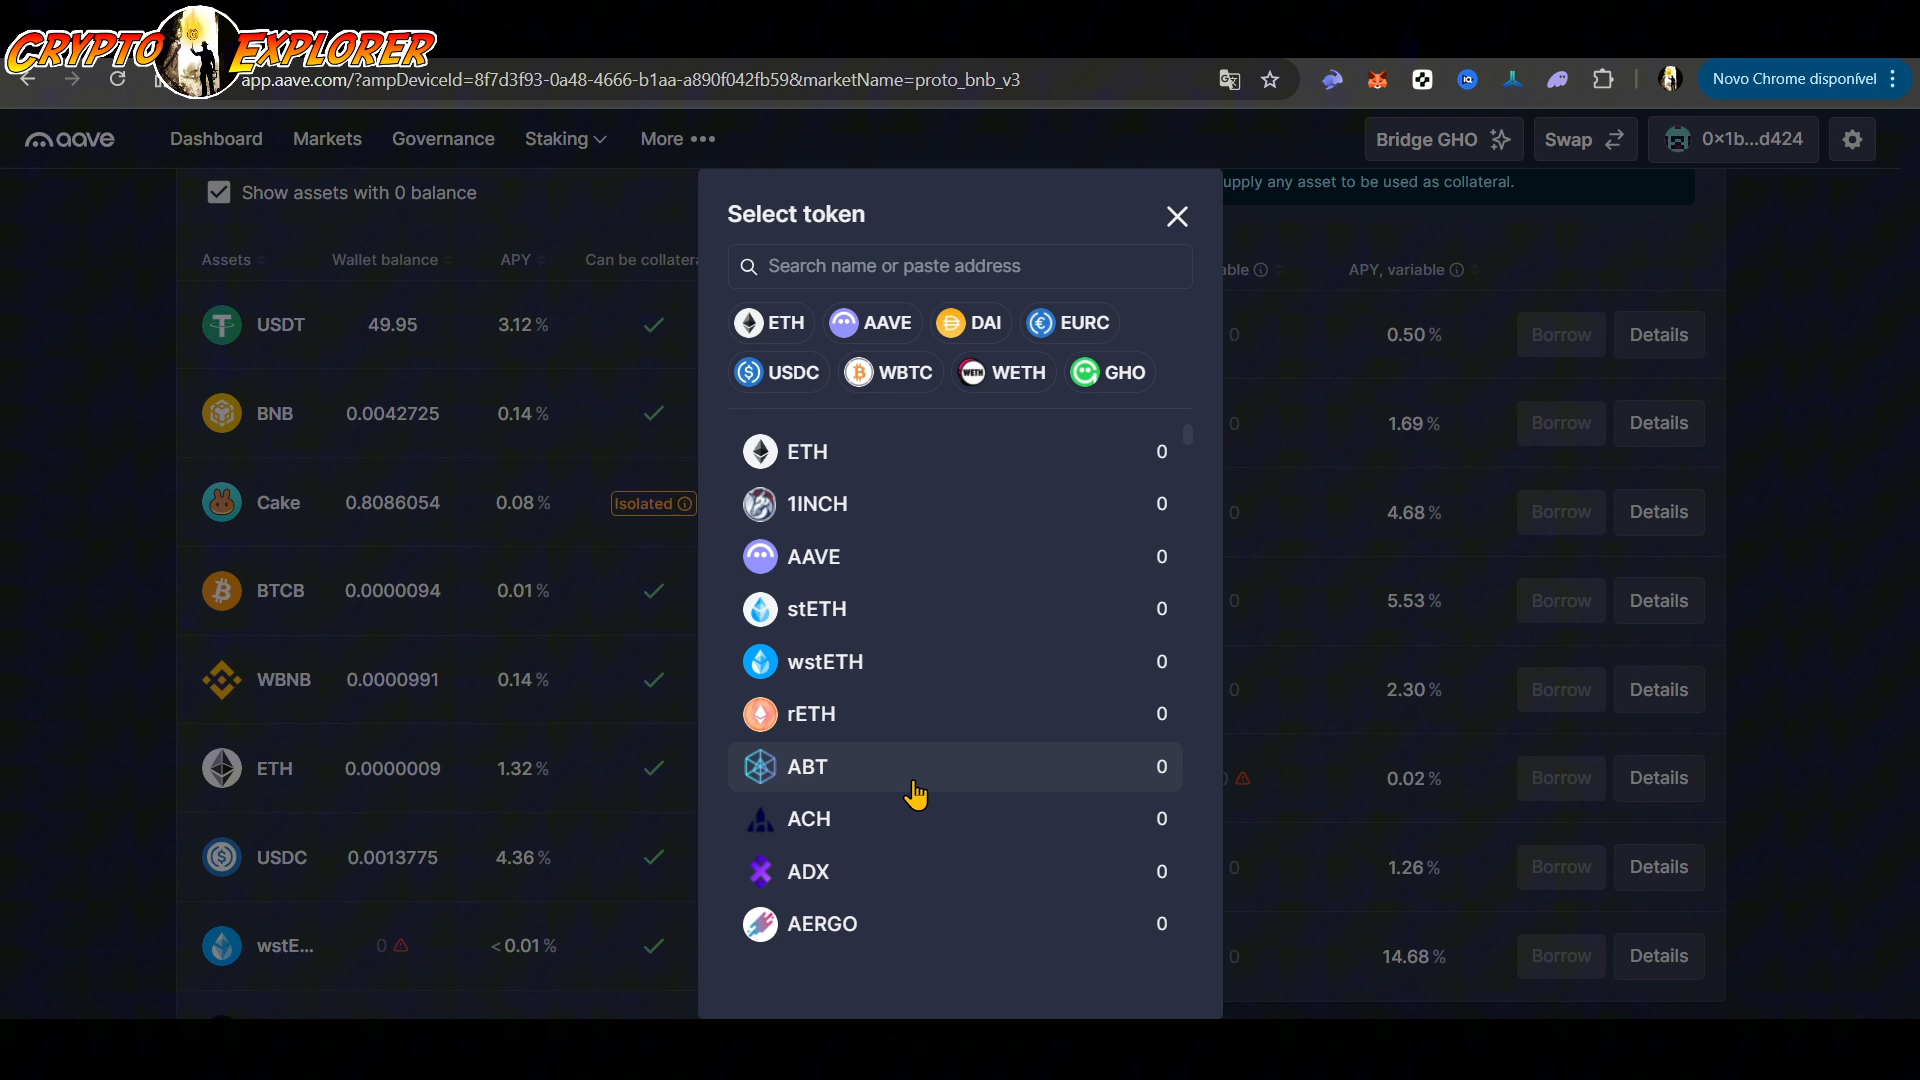 CRYPTO EXPLORER
app.aave.com/?ampDeviceId=8f7d3f93-0a48-4666-b1aa-a890f042fb59&marketName=proto_bnb_v3
Novo Chrome disponível
aave Dashboard Markets Governance Staking More
Bridge GHO Swap 0×1b...d424
Show assets with 0 balance
upply any asset to be used as collateral.
Assets Wallet balance APY Can be collater
USDT 49.95 3.12 %
BNB 0.0042725 0.14 %
Cake 0.8086054 0.08 % Isolated
BTCB 0.0000094 0.01 %
WBNB 0.0000991 0.14 %
ETH 0.0000009 1.32 %
USDC 0.0013775 4.36 %
wstE... 0 <0.01 %
Select token
Search name or paste address
ETH AAVE DAI EURC
USDC WBTC WETH WETH GHO
ETH 0
1INCH 0
AAVE 0
stETH 0
wstETH 0
rETH 0
ABT 0
ACH 0
ADX 0
AERGO 0
able APY, variable
0 0.50 % Borrow Details
0 1.69 % Borrow Details
0 4.68 % Borrow Details
0 5.53 % Borrow Details
0 2.30 % Borrow Details
0 0.02 % Borrow Details
0 1.26 % Borrow Details
0 14.68 % Borrow Details